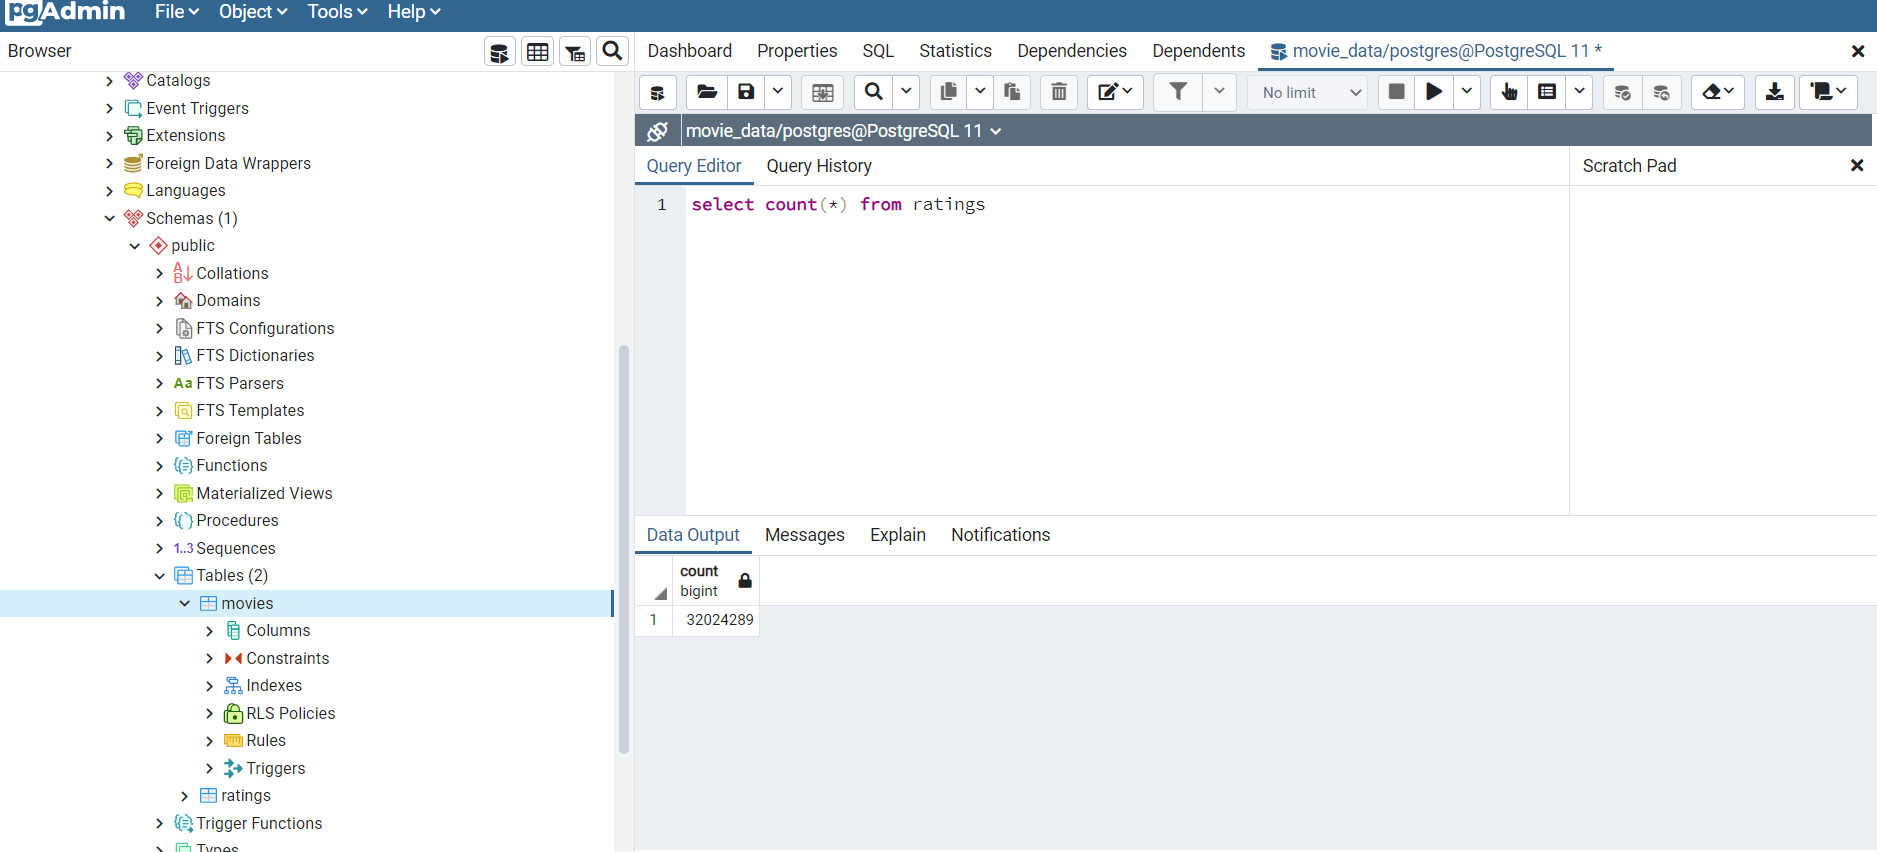 pgAdmin File Object Tools Help
Browser
Dashboard Properties SQL Statistics Dependencies Dependents movie_data/postgres@PostgreSQL 11 *
No limit
movie_data/postgres@PostgreSQL 11
Query Editor Query History
Scratch Pad
1 select count(*) from ratings
Catalogs
Event Triggers
Extensions
Foreign Data Wrappers
Languages
Schemas (1)
public
Collations
Domains
FTS Configurations
FTS Dictionaries
Aa FTS Parsers
FTS Templates
Foreign Tables
Functions
Materialized Views
Procedures
1..3 Sequences
Tables (2)
movies
Columns
Constraints
Indexes
RLS Policies
Rules
Triggers
ratings
Trigger Functions
Types
Data Output Messages Explain Notifications
count
bigint
1 32024289